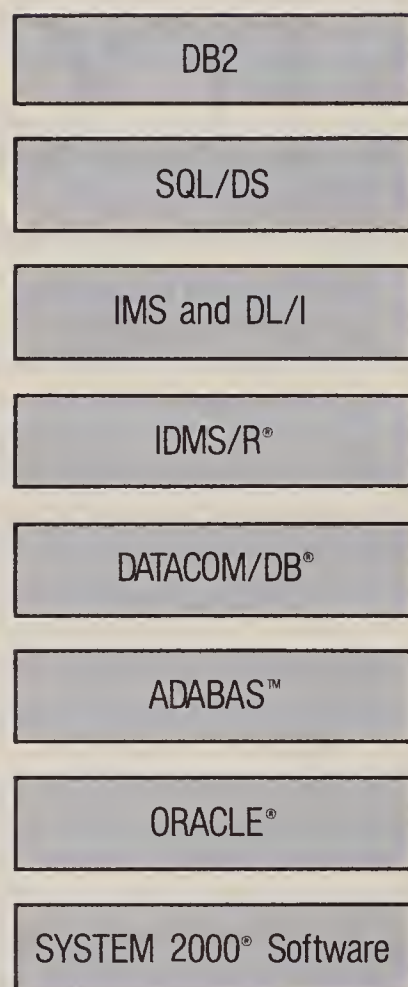 DB2
SQL/DS
IMS and DL/I
IDMS/R®
DATACOM/DB®
ADABAS™
ORACLE®
SYSTEM 2000® Software